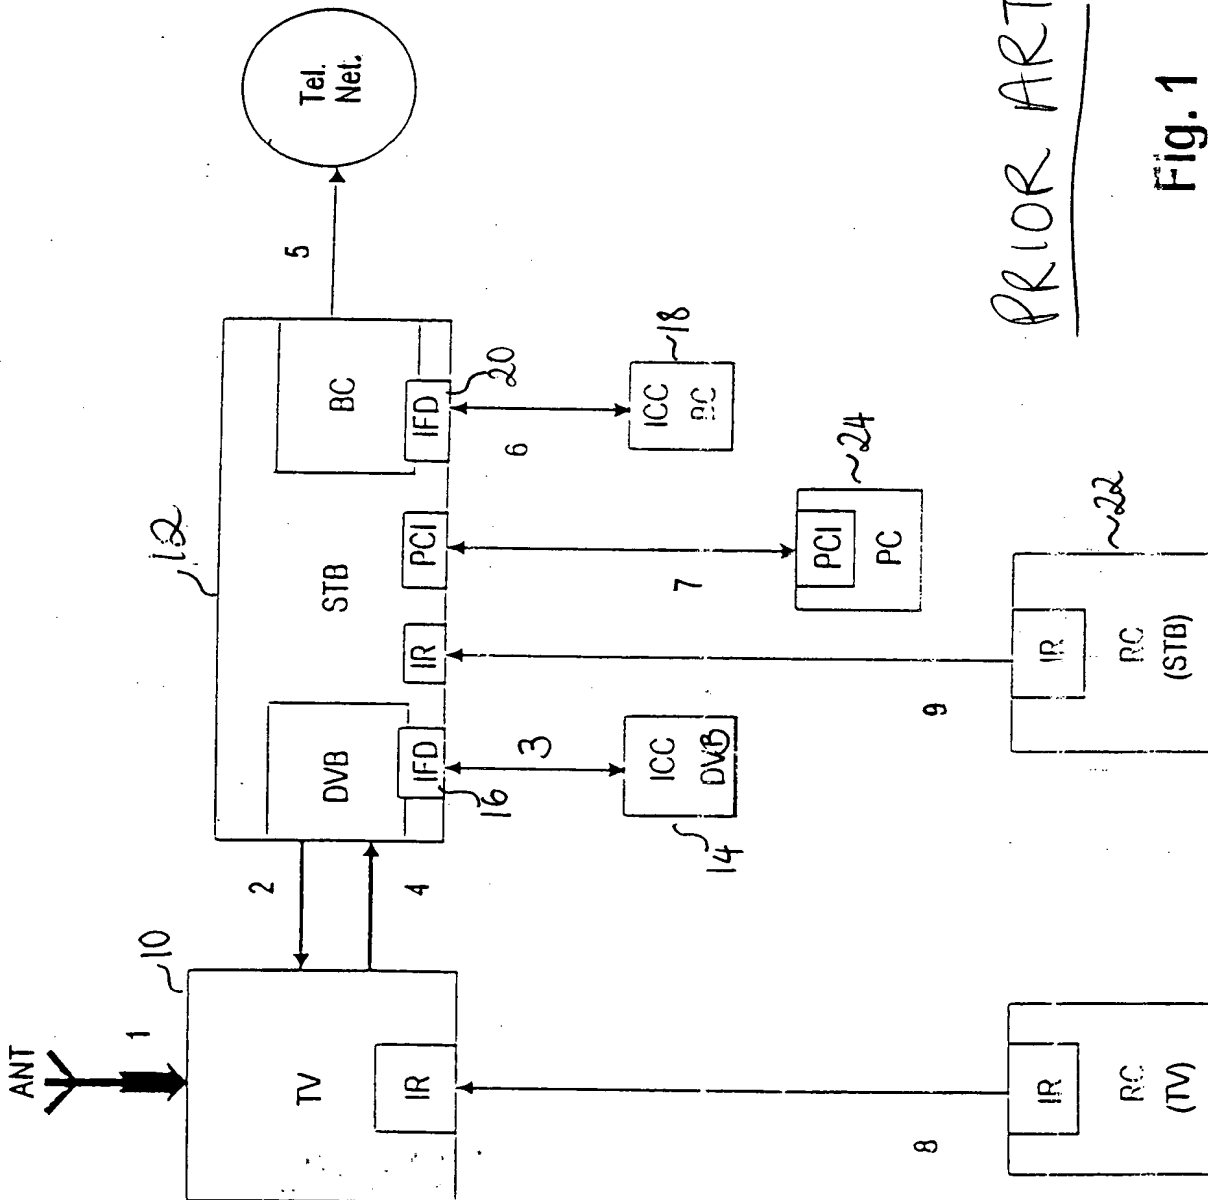 ANT
1
10
12
2
5
Tel.
Net.
TV
DVB
STB
BC
4
IR
IFD
IR
PCI
IFD
16
20
3
6
ICC
DVB
14
ICC
BC
18
7
PCI
PC
24
8
9
IR
RC
(TV)
IR
RC
(STB)
22
PRIOR ART
Fig. 1